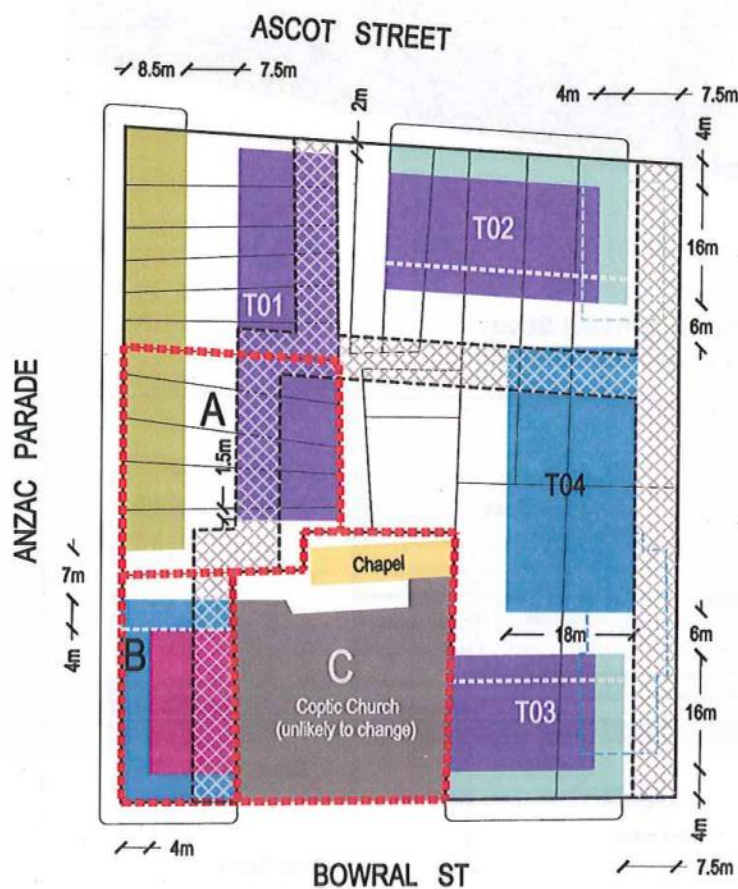 ASCOT STREET
8.5m
7.5m
2m
4m
7.5m
4m
T02
16m
T01
6m
ANZAC PARADE
A
1.5m
T04
Chapel
7m
4m
B
18m
6m
C
Coptic Church
(unlikely to change)
T03
16m
4m
4m
BOWRAL ST
7.5m